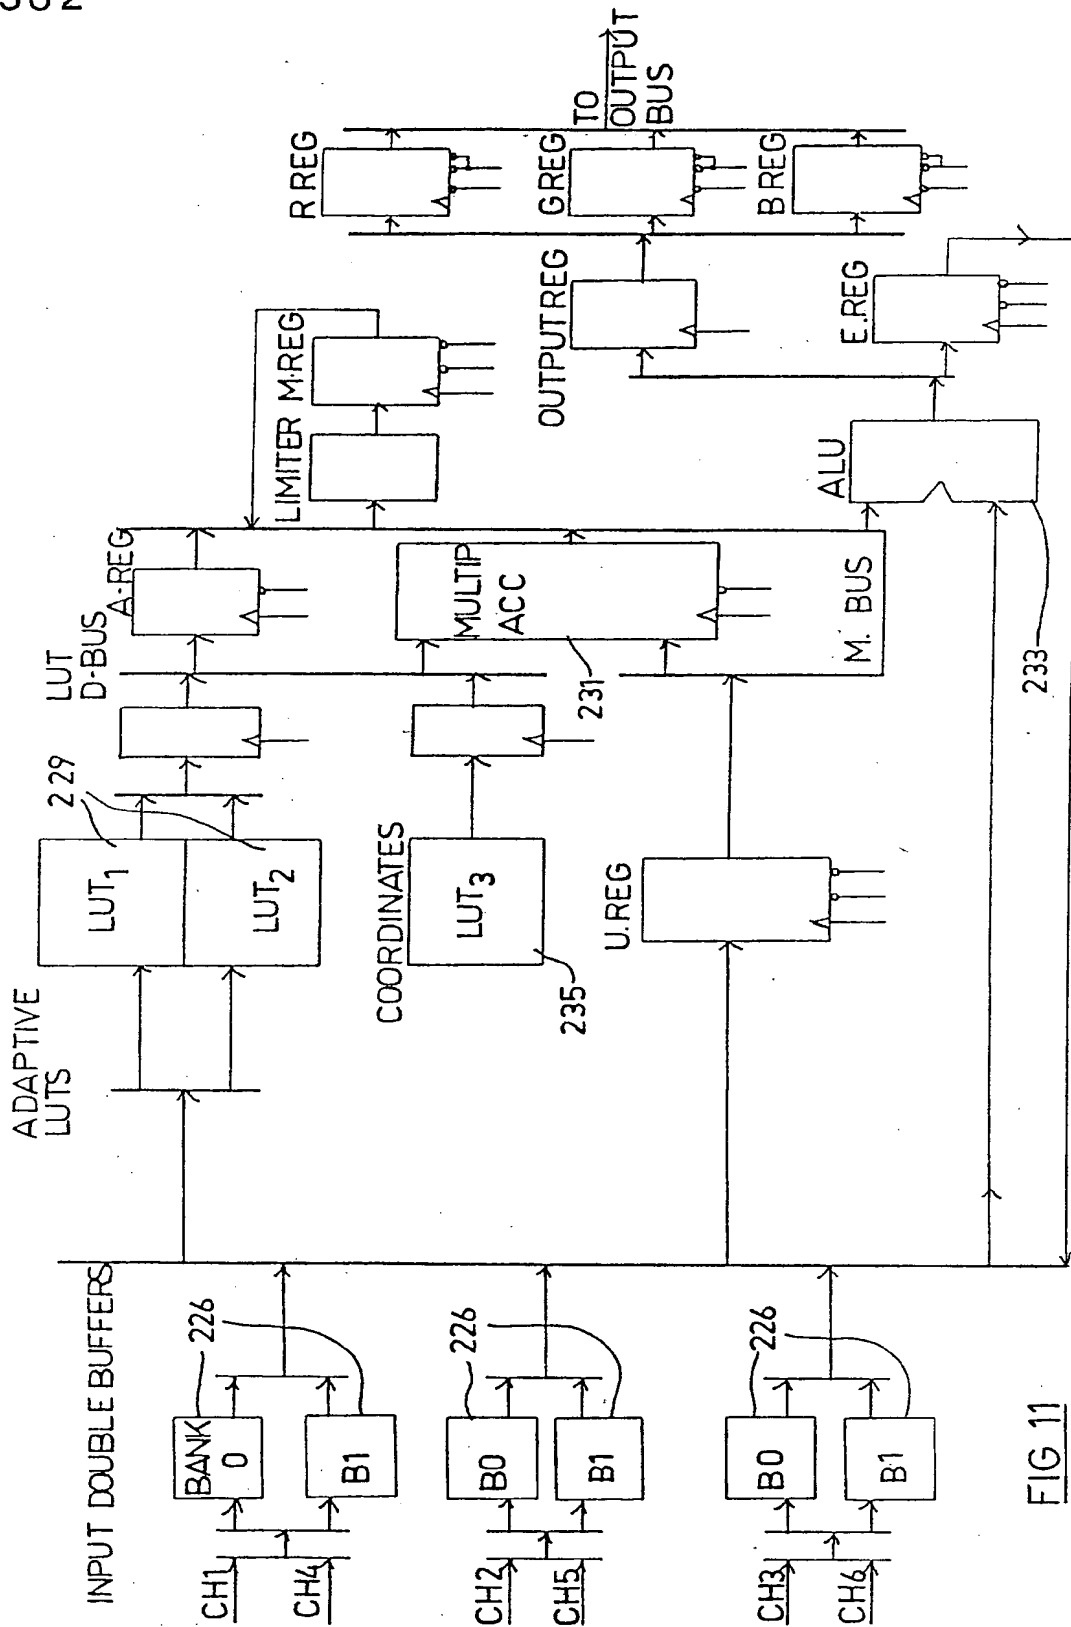 INPUT DOUBLE BUFFERS
CH1
CH4
BANK
0
B1
226
CH2
CH5
B0
B1
226
CH3
CH6
B0
B1
226
ADAPTIVE
LUTS
LUT1
LUT2
229
COORDINATES
LUT3
235
U.REG
LUT
D-BUS
A-REG
MULTIP
ACC
231
M. BUS
LIMITER
M.REG
ALU
233
OUTPUT REG
E.REG
R REG
G REG
B REG
TO
OUTPUT
BUS
FIG 11